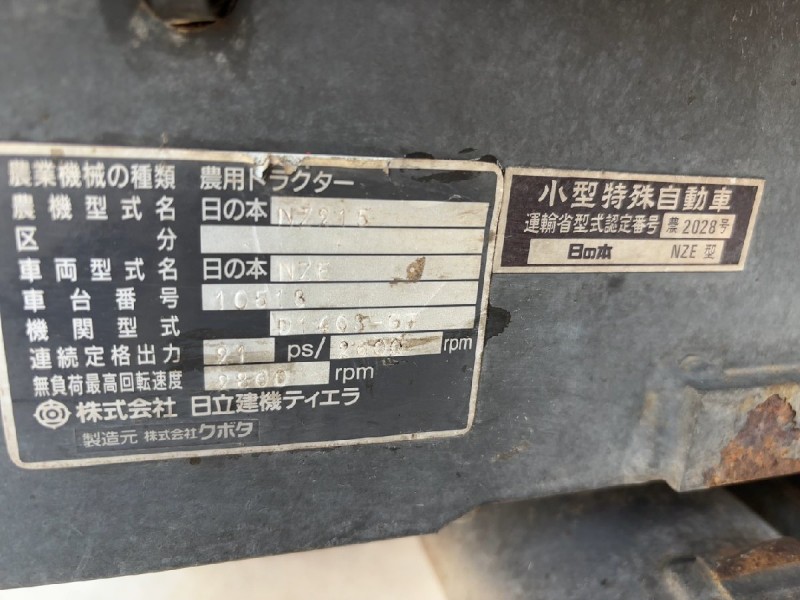 農業機械の種類 農用トラクター
農機型式名 日の本 NZ215
区分
車両型式名 日の本 NZE
車台番号 10518
機関型式 D1403-67
連続定格出力 21 ps/ 2600 rpm
無負荷最高回転速度 2800 rpm
株式会社 日立建機ティエラ
製造元 株式会社クボタ
小型特殊自動車
運輸省型式認定番号 農2028号
日の本 NZE 型